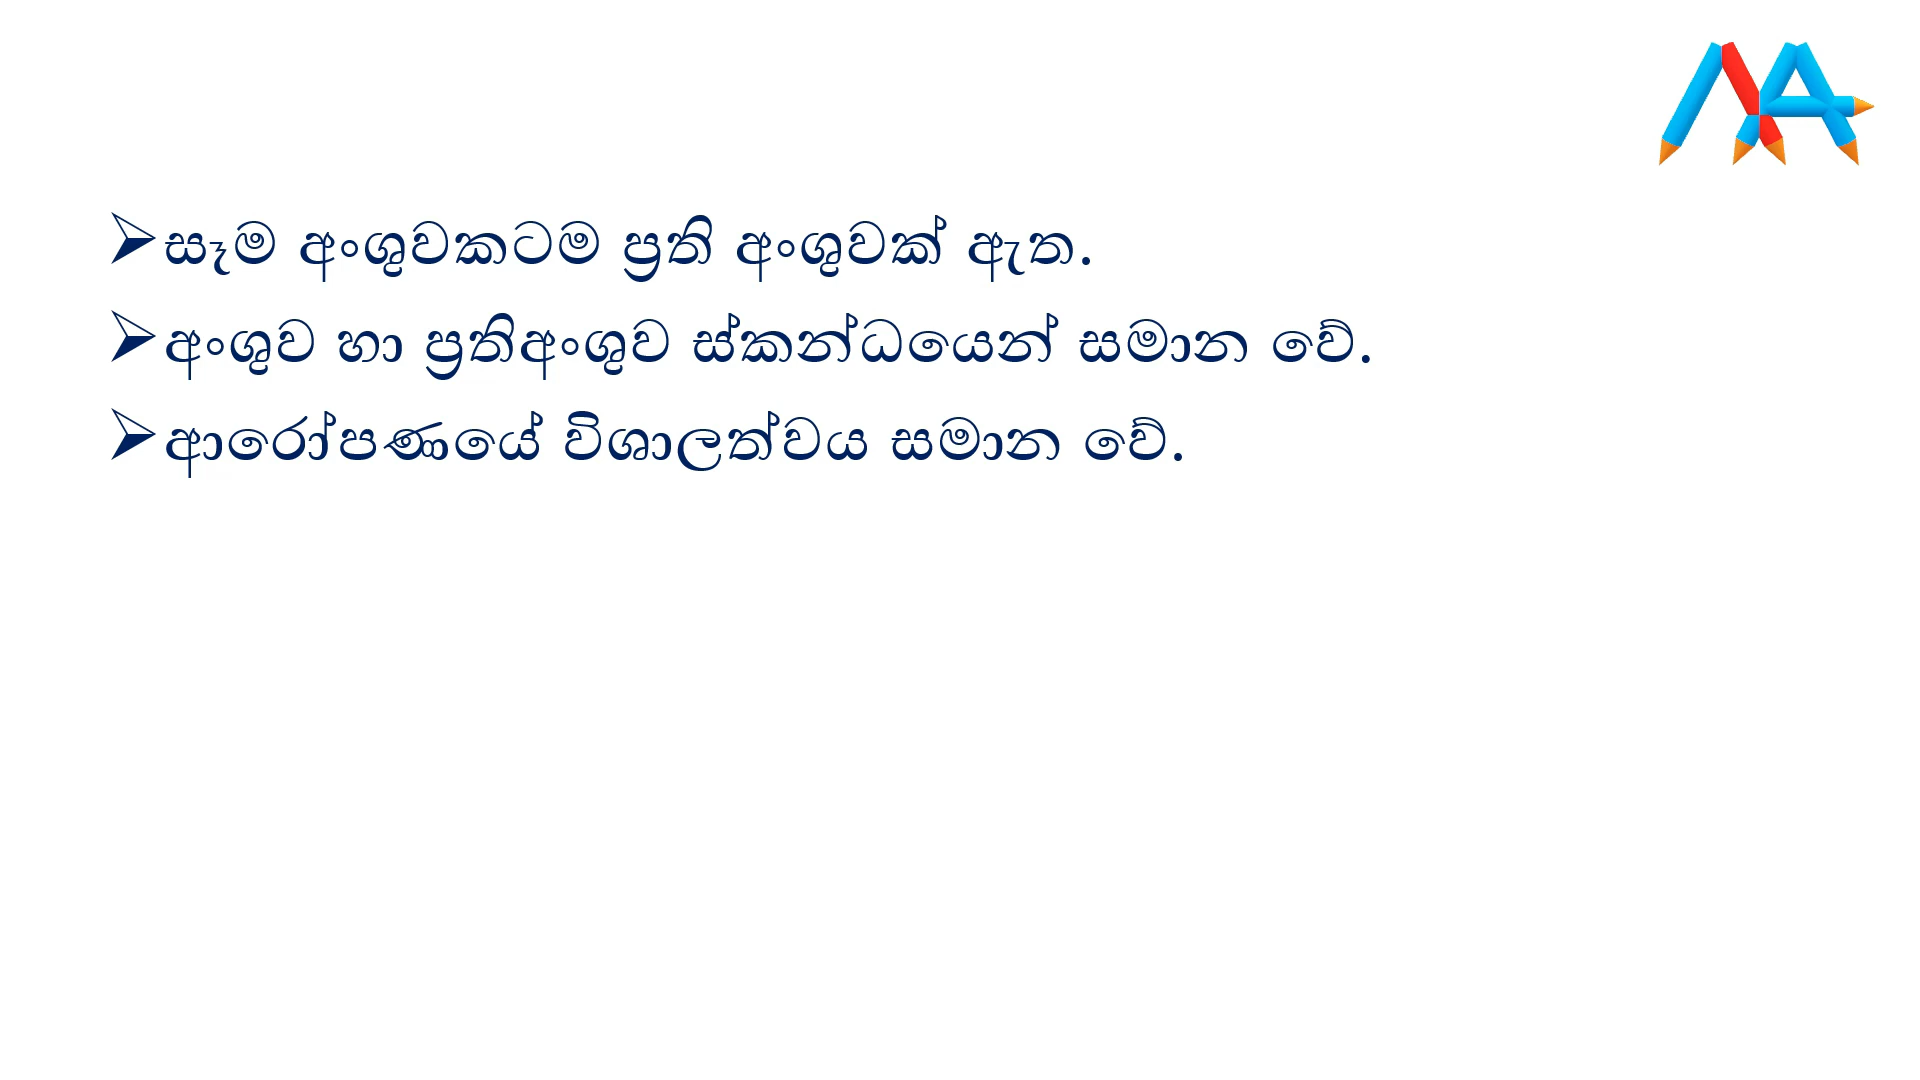 ➢සෑම අංශුවකටම ප්‍රති අංශුවක් ඇත.
➢අංශුව හා ප්‍රතිඅංශුව ස්කන්ධයෙන් සමාන වේ.
➢ආරෝපණයේ විශාලත්වය සමාන වේ.